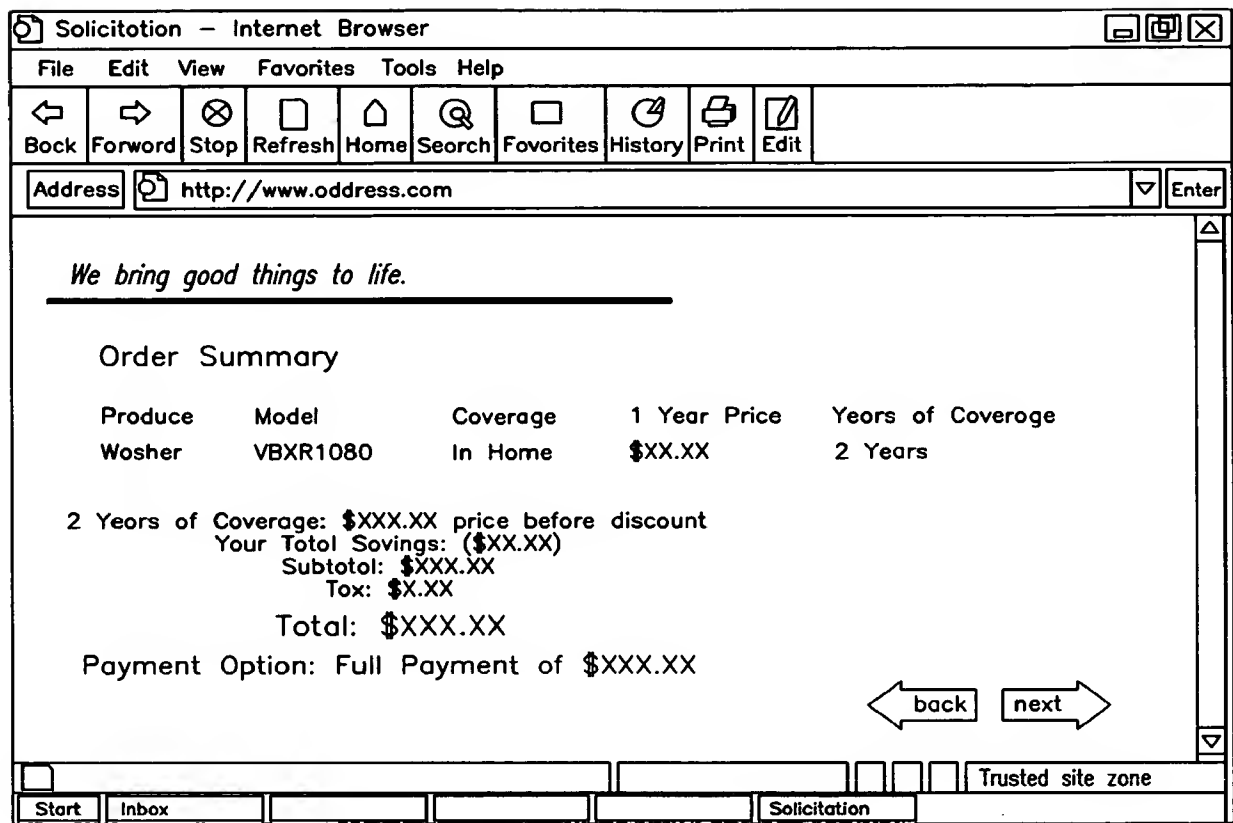 Solicitotion – Internet Browser
File Edit View Favorites Tools Help
Bock Forword Stop Refresh Home Seorch Fovorites History Print Edit
Address http://www.oddress.com Enter
We bring good things to life.
Order Summary
Produce Model Coverage 1 Year Price Yeors of Coveroge
Wosher VBXR1080 In Home $XX.XX 2 Years
2 Yeors of Coverage: $XXX.XX price before discount
Your Totol Sovings: ($XX.XX)
Subtotol: $XXX.XX
Tox: $X.XX
Total: $XXX.XX
Payment Option: Full Payment of $XXX.XX
back next
Trusted site zone
Start Inbox Solicitation